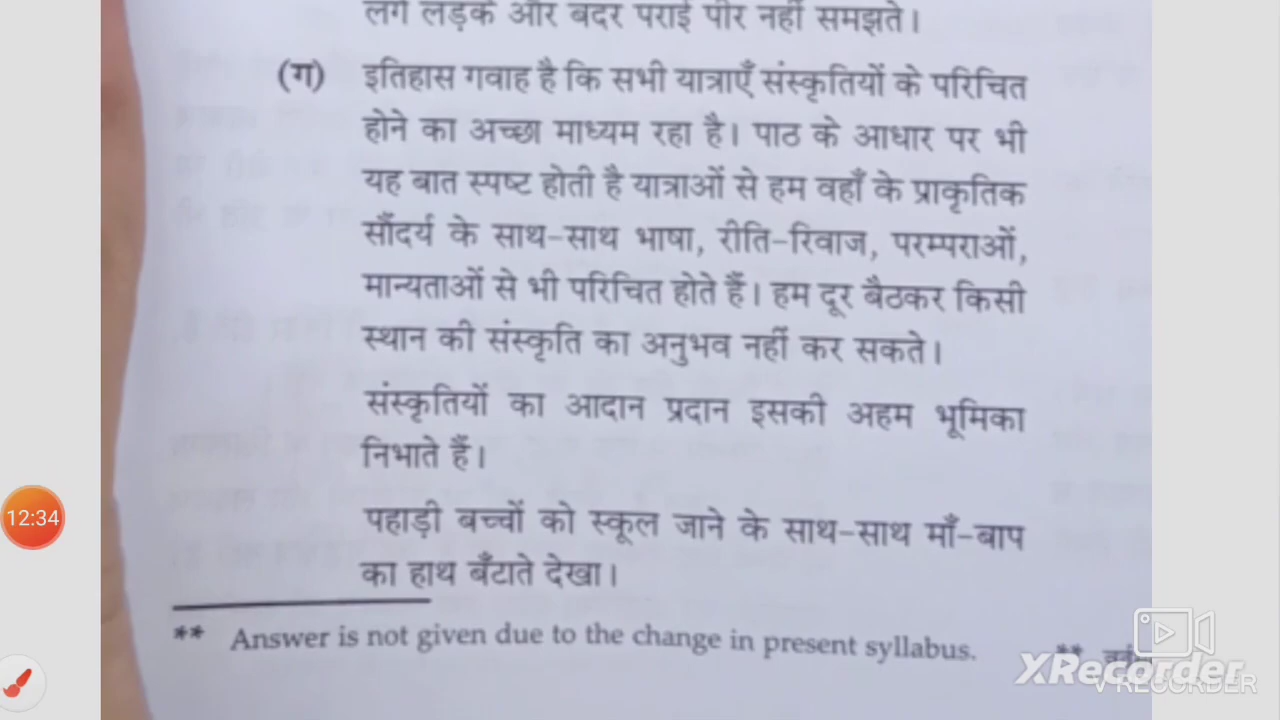 लगे लड़के और बंदर पराई पीर नहीं समझते।
(ग) इतिहास गवाह है कि सभी यात्राएँ संस्कृतियों के परिचित
होने का अच्छा माध्यम रहा है। पाठ के आधार पर भी
यह बात स्पष्ट होती है यात्राओं से हम वहाँ के प्राकृतिक
सौंदर्य के साथ-साथ भाषा, रीति-रिवाज, परम्पराओं,
मान्यताओं से भी परिचित होते हैं। हम दूर बैठकर किसी
स्थान की संस्कृति का अनुभव नहीं कर सकते।
संस्कृतियों का आदान प्रदान इसकी अहम भूमिका
निभाते हैं।
पहाड़ी बच्चों को स्कूल जाने के साथ-साथ माँ-बाप
का हाथ बँटाते देखा।
12:34
** Answer is not given due to the change in present syllabus.
**
XRecorder
V RECORDER